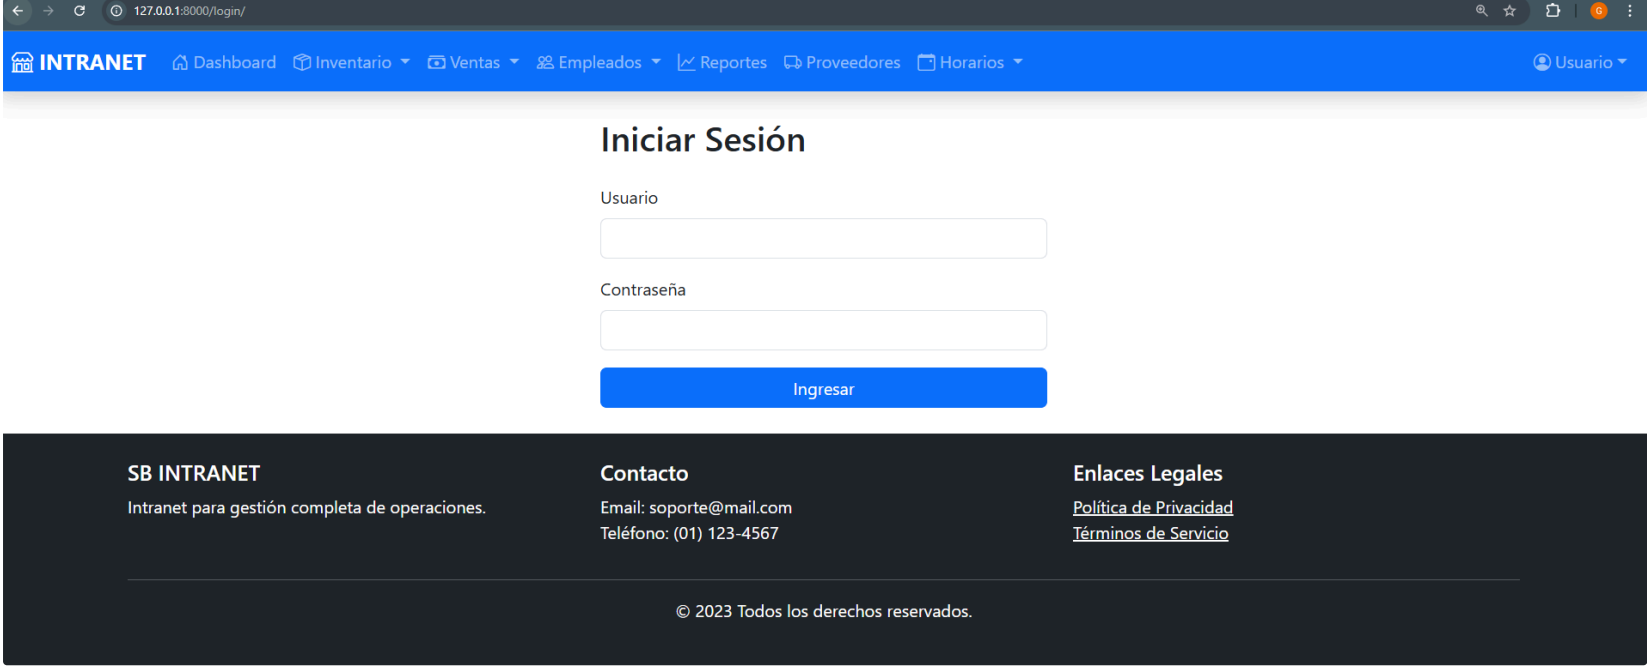 127.0.0.1:8000/login/
G
INTRANET Dashboard Inventario Ventas Empleados Reportes Proveedores Horarios Usuario
Iniciar Sesión
Usuario
Contraseña
Ingresar
SB INTRANET
Intranet para gestión completa de operaciones.
Contacto
Email: soporte@mail.com
Teléfono: (01) 123-4567
Enlaces Legales
Política de Privacidad
Términos de Servicio
© 2023 Todos los derechos reservados.